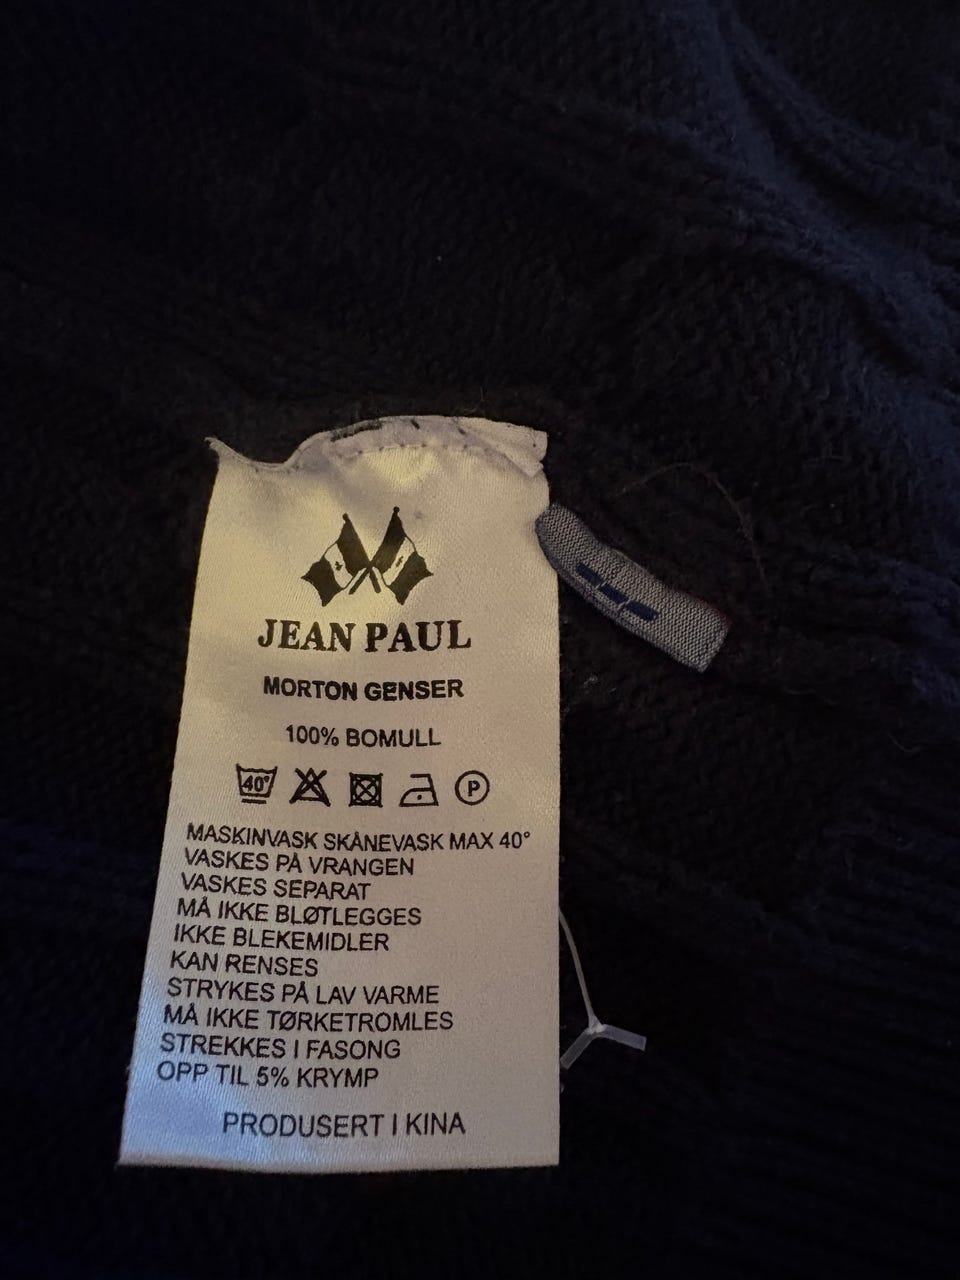 JEAN PAUL
MORTON GENSER
100% BOMULL
40° P
MASKINVASK SKÅNEVASK MAX 40°
VASKES PÅ VRANGEN
VASKES SEPARAT
MÅ IKKE BLØTLEGGES
IKKE BLEKEMIDLER
KAN RENSES
STRYKES PÅ LAV VARME
MÅ IKKE TØRKETROMLES
STREKKES I FASONG
OPP TIL 5% KRYMP
PRODUSERT I KINA